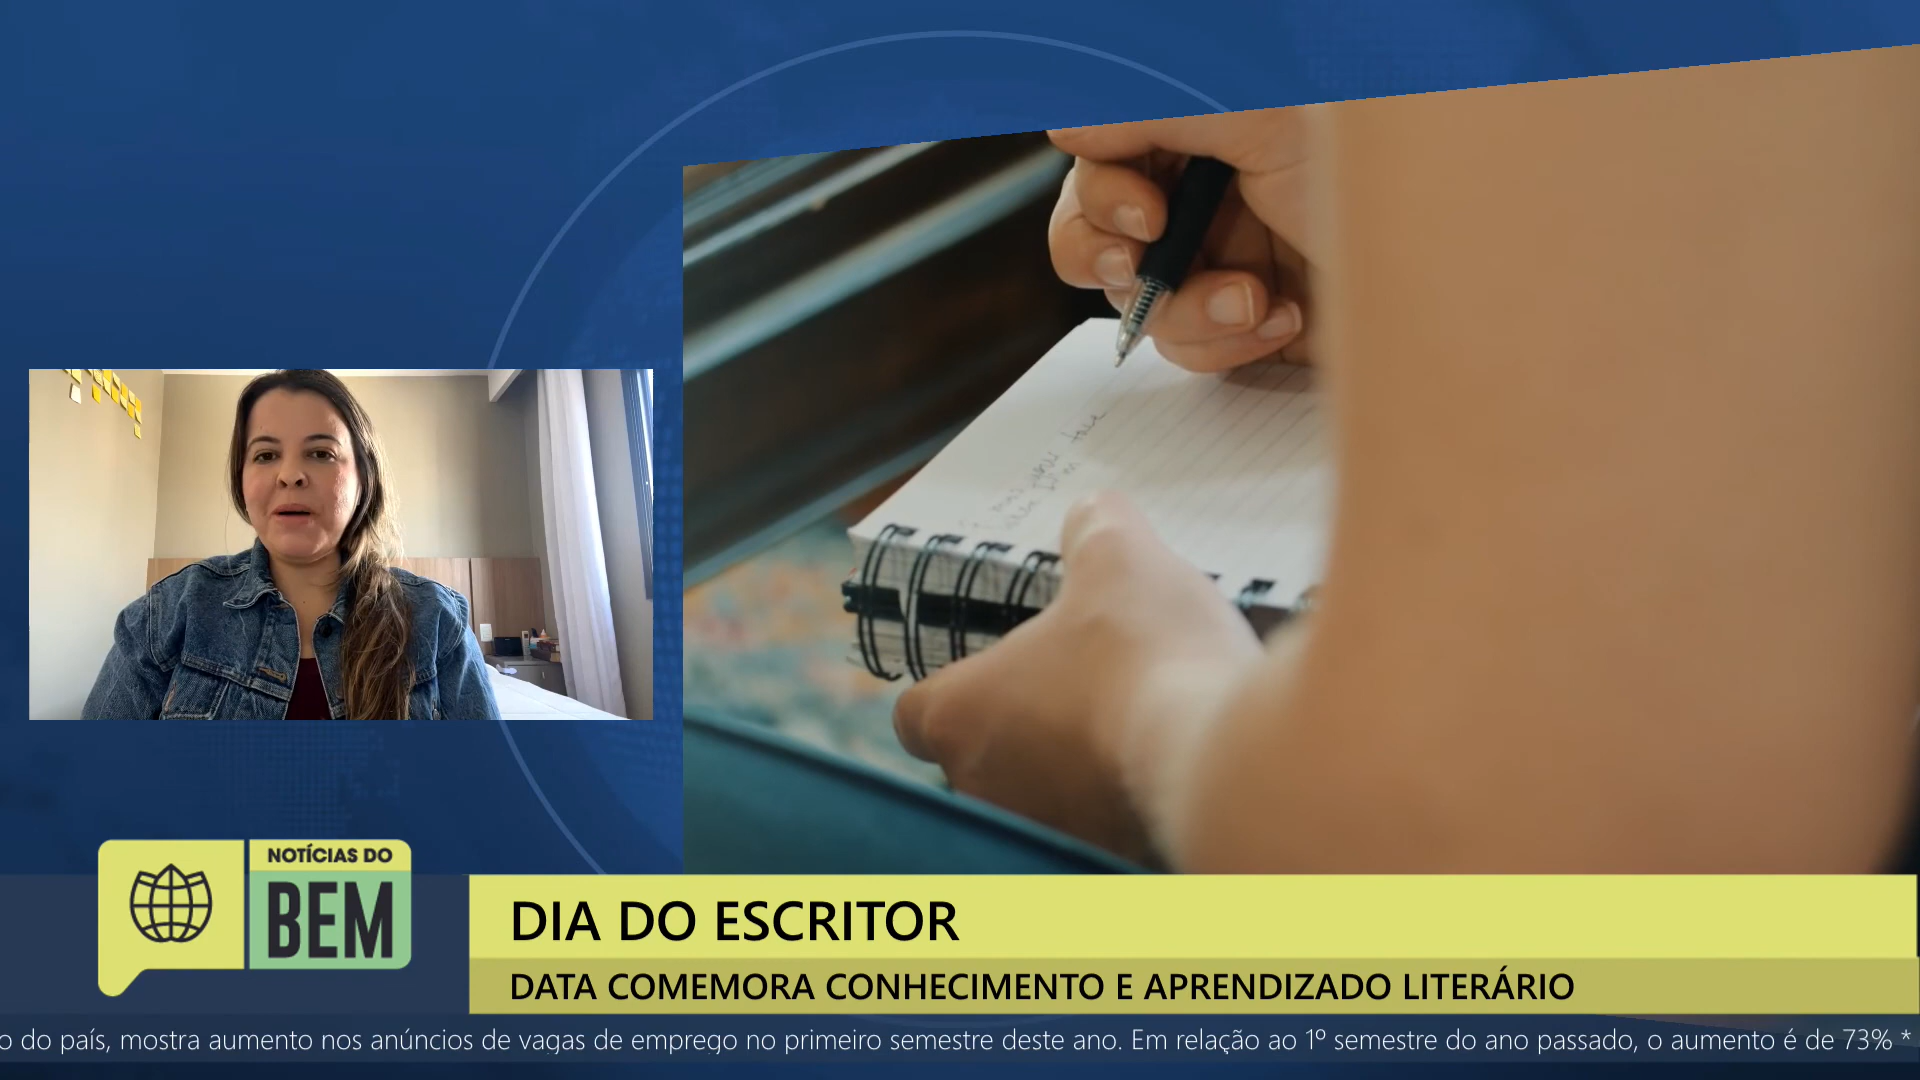 NOTÍCIAS DO
BEM
DIA DO ESCRITOR
DATA COMEMORA CONHECIMENTO E APRENDIZADO LITERÁRIO
o do país, mostra aumento nos anúncios de vagas de emprego no primeiro semestre deste ano. Em relação ao 1º semestre do ano passado, o aumento é de 73% *